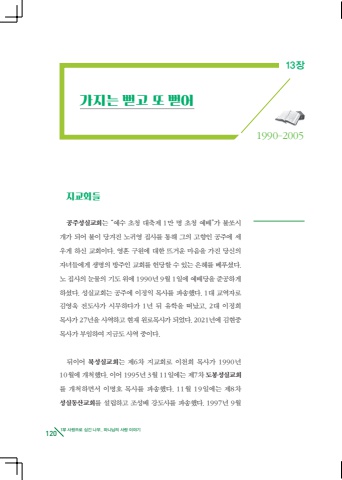 13장
가지는 뻗고 또 뻗어
1990-2005
지교회들
공주성실교회는 "예수 초청 대축제 1만 명 초청 예배"가 불쏘시
개가 되어 불이 당겨진 노귀영 집사를 통해 그의 고향인 공주에 세
우게 하신 교회이다. 영혼 구원에 대한 뜨거운 마음을 가진 당신의
자녀들에게 생명의 방주인 교회를 헌당할 수 있는 은혜를 베푸셨다.
노 집사의 눈물의 기도 위에 1990년 9월 1일에 예배당을 준공하게
하셨다. 성실교회는 공주에 이정희 목사를 파송했다. 1대 교역자로
김영욱 전도사가 시무하다가 1년 뒤 유학을 떠났고, 2대 이정희
목사가 27년을 사역하고 현재 원로목사가 되었다. 2021년에 김현중
목사가 부임하여 지금도 사역 중이다.
뒤이어 북성실교회는 제6차 지교회로 이천희 목사가 1990년
10월에 개척했다. 이어 1995년 3월 11일에는 제7차 도봉성실교회
를 개척하면서 이영호 목사를 파송했다. 11월 19일에는 제8차
성실동산교회를 설립하고 조성배 강도사를 파송했다. 1997년 9월
120 1부 사랑으로 심긴 나무, 하나님의 사랑 이야기